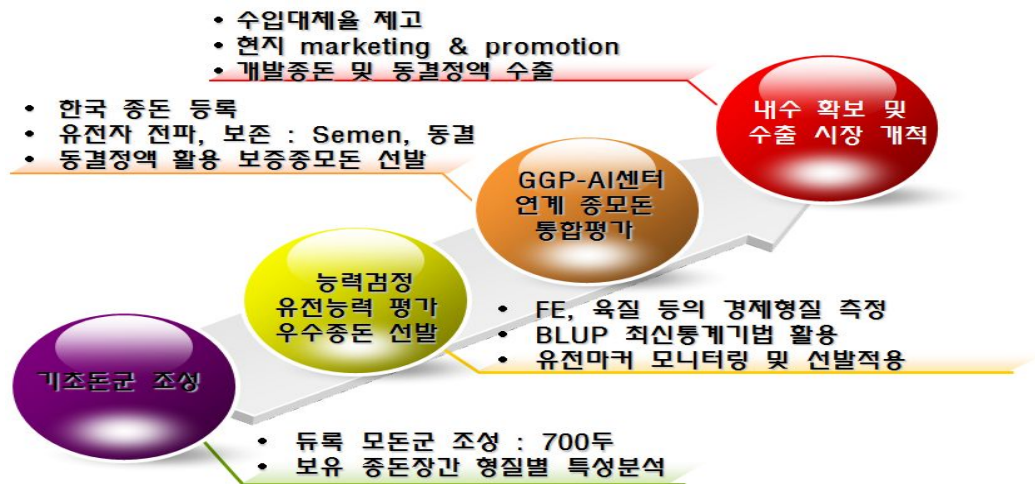 • 수입대체율 제고
• 현지 marketing & promotion
• 개발종돈 및 동결정액 수출
내수 확보 및
수출 시장 개척
• 한국 종돈 등록
• 유전자 전파, 보존 : Semen, 동결
• 동결정액 활용 보증종모돈 선발
GGP-AI센터
연계 종모돈
통합평가
능력검정
유전능력 평가
우수종돈 선발
• FE, 육질 등의 경제형질 측정
• BLUP 최신통계기법 활용
• 유전마커 모니터링 및 선발적용
기초돈군 조성
• 듀록 모돈군 조성 : 700두
• 보유 종돈장간 형질별 특성분석